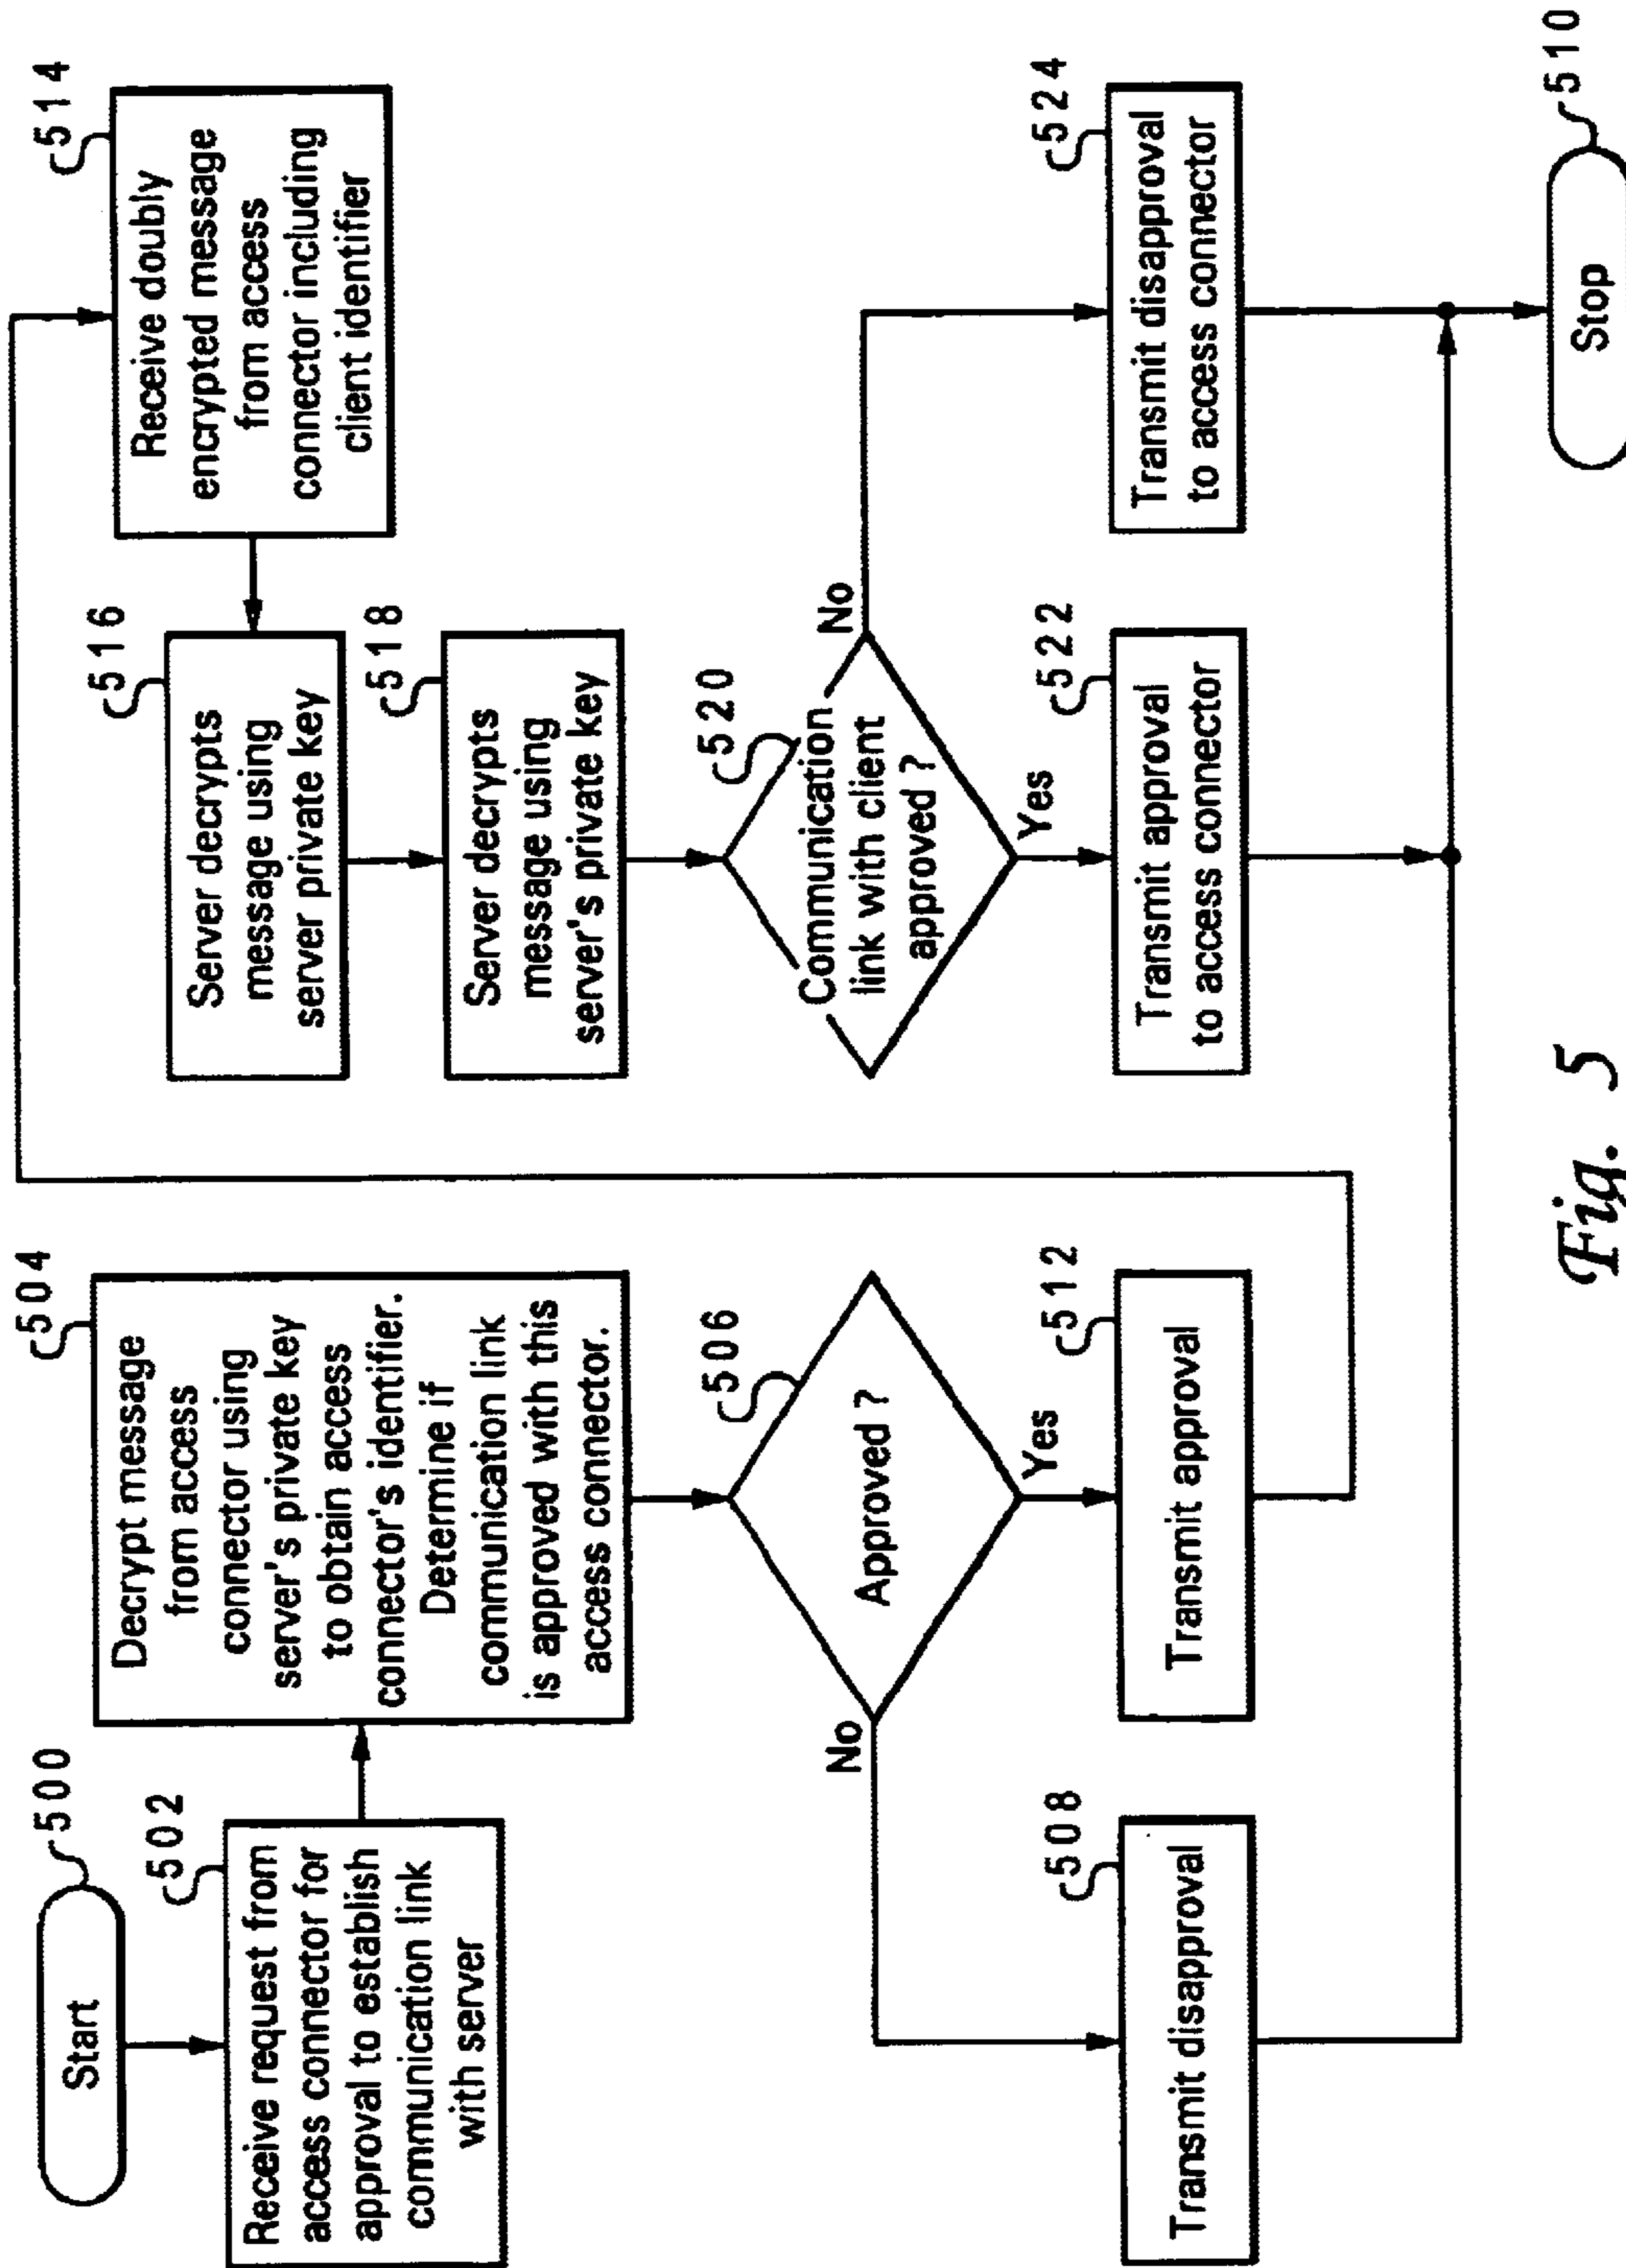 Start
500
Receive request from
access connector for
approval to establish
communication link
with server
502
Decrypt message
from access
connector using
server's private key
to obtain access
connector's identifier.
Determine if
communication link
is approved with this
access connector.
504
Approved ?
506
No
Yes
Transmit disapproval
508
Transmit approval
512
Receive doubly
encrypted message
from access
connector including
client identifier
514
Server decrypts
message using
server private key
516
Server decrypts
message using
server's private key
518
Communication
link with client
approved ?
520
No
Yes
Transmit approval
to access connector
522
Transmit disapproval
to access connector
524
Stop
510
Fig. 5